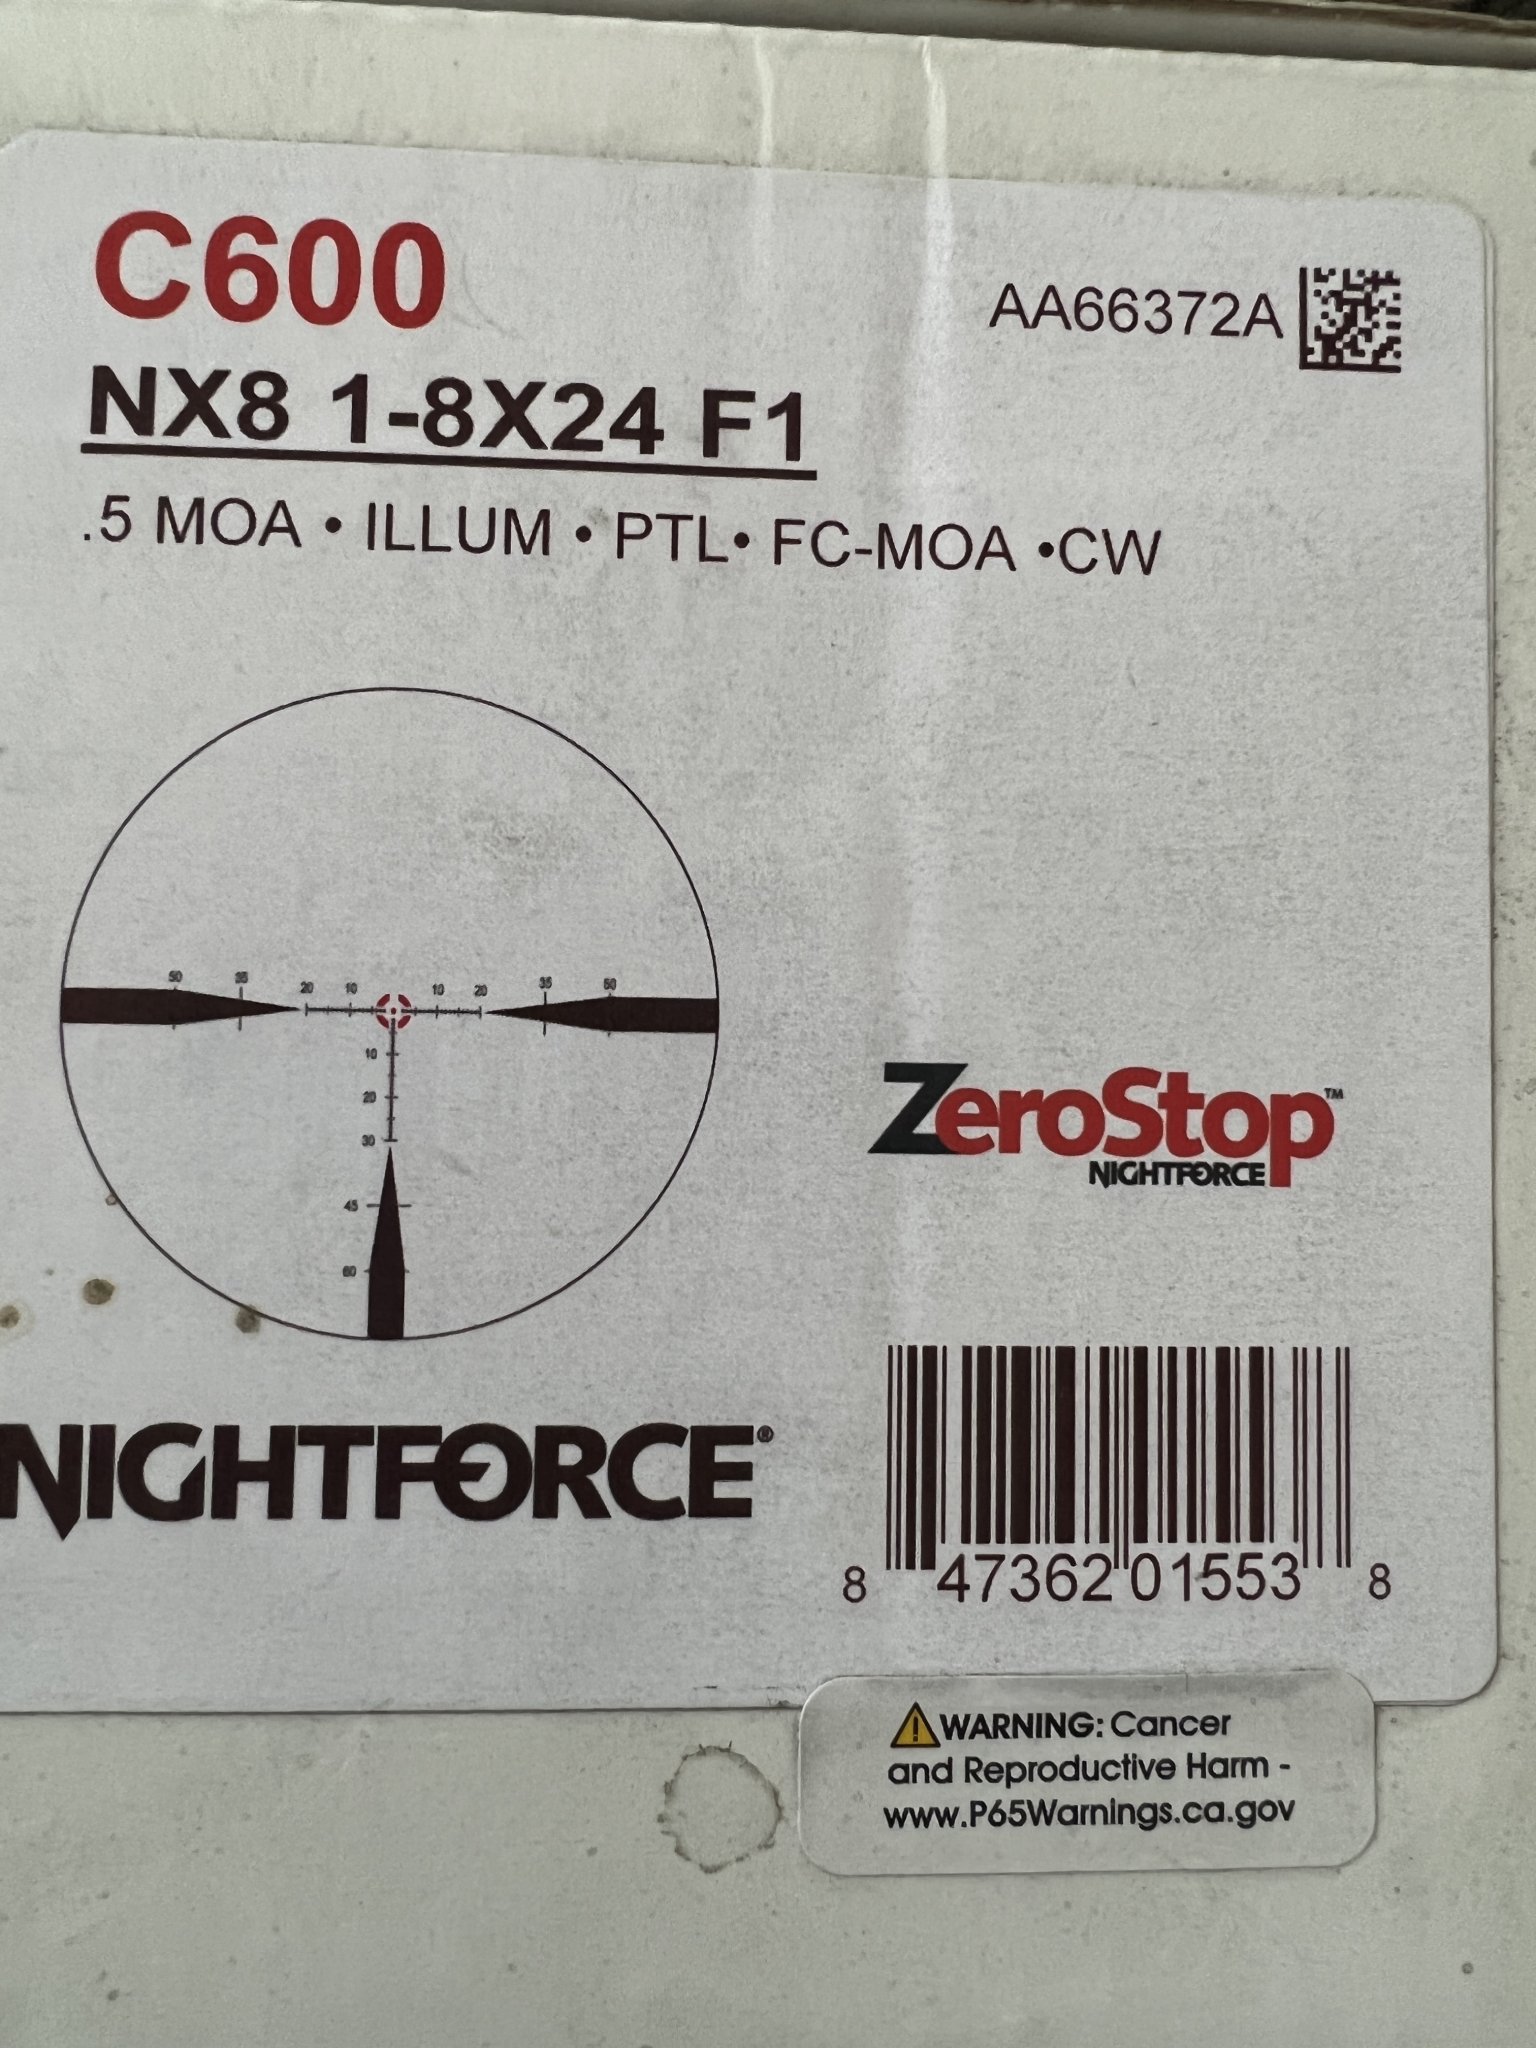 C600
AA66372A
NX8 1-8X24 F1
.5 MOA • ILLUM • PTL• FC-MOA •CW
50 35 20 10 10 20 35 50
10
20
30
45
60
ZeroStop™
NIGHTFORCE
NIGHTFORCE®
8 47362 01553 8
WARNING: Cancer
and Reproductive Harm -
www.P65Warnings.ca.gov